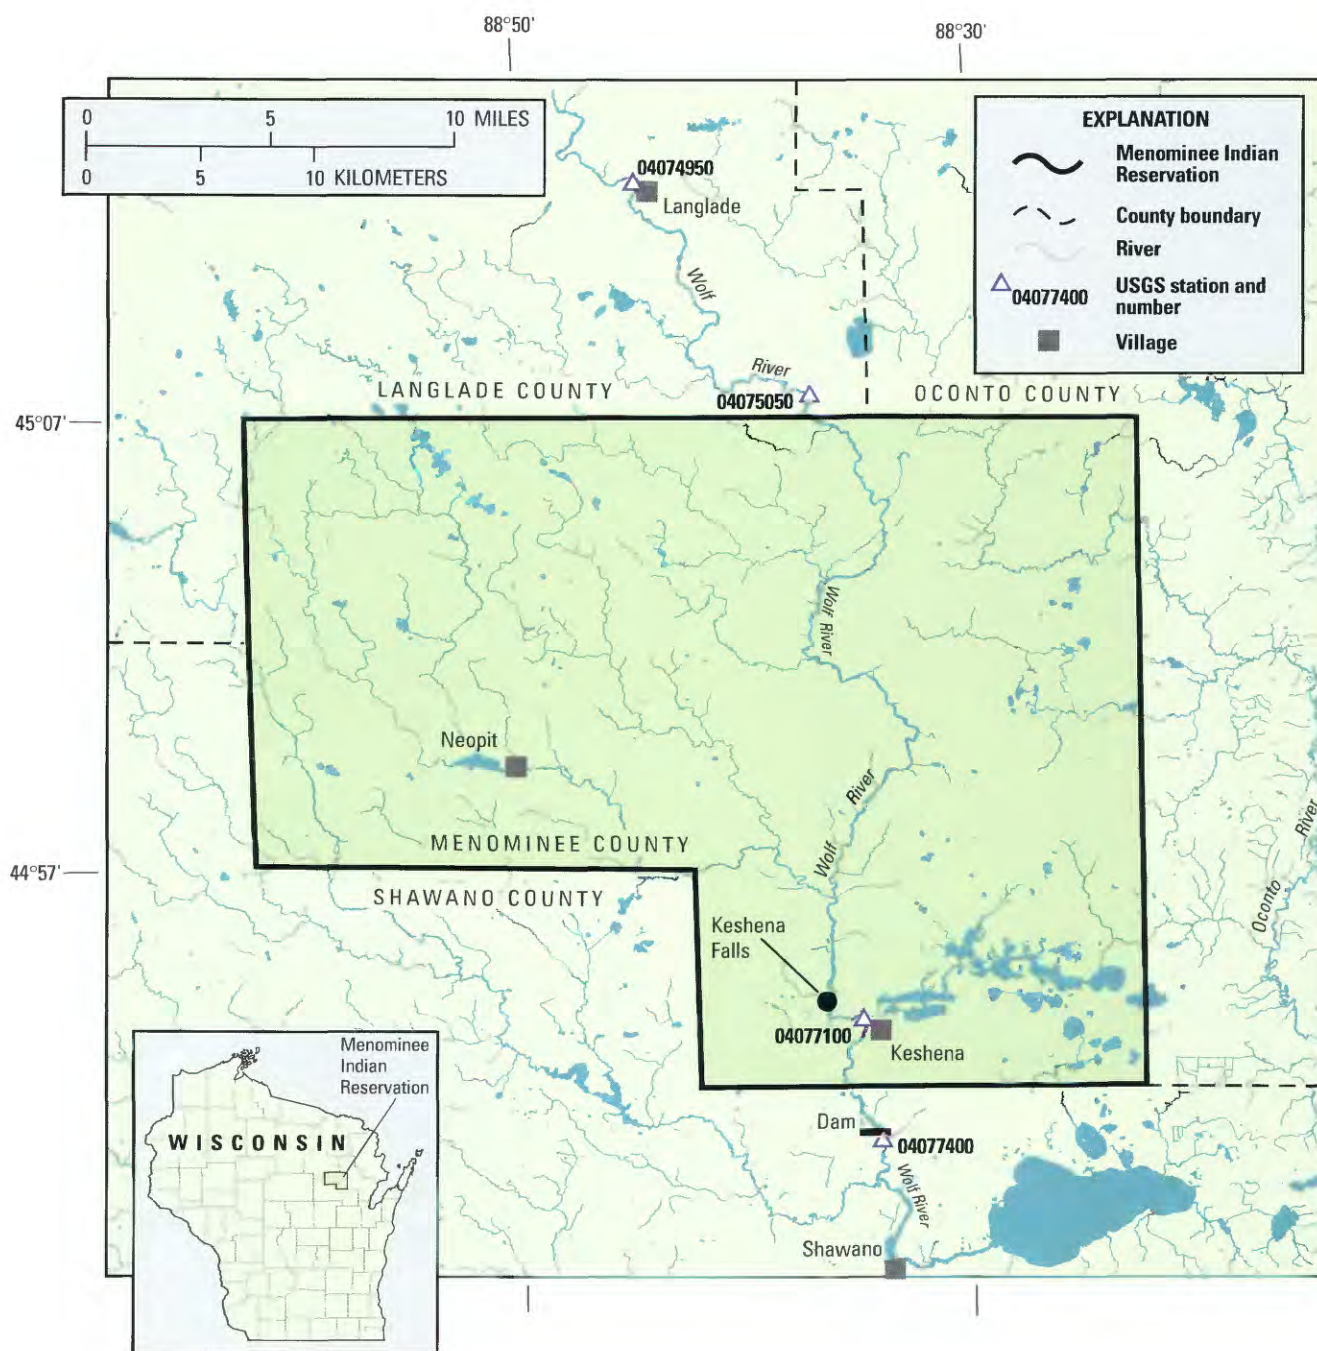 88°50'
88°30'
0 5 10 MILES
0 5 10 KILOMETERS
EXPLANATION
Menominee Indian
Reservation
County boundary
River
04077400
USGS station and
number
Village
04074950
Langlade
Wolf
River
LANGLADE COUNTY
04075050
OCONTO COUNTY
45°07'
Wolf River
Neopit
River
Wolf
MENOMINEE COUNTY
44°57'
SHAWANO COUNTY
River
Oconto
Keshena
Falls
04077100
Keshena
Menominee
Indian
Reservation
WISCONSIN
Dam
04077400
Wolf River
Shawano